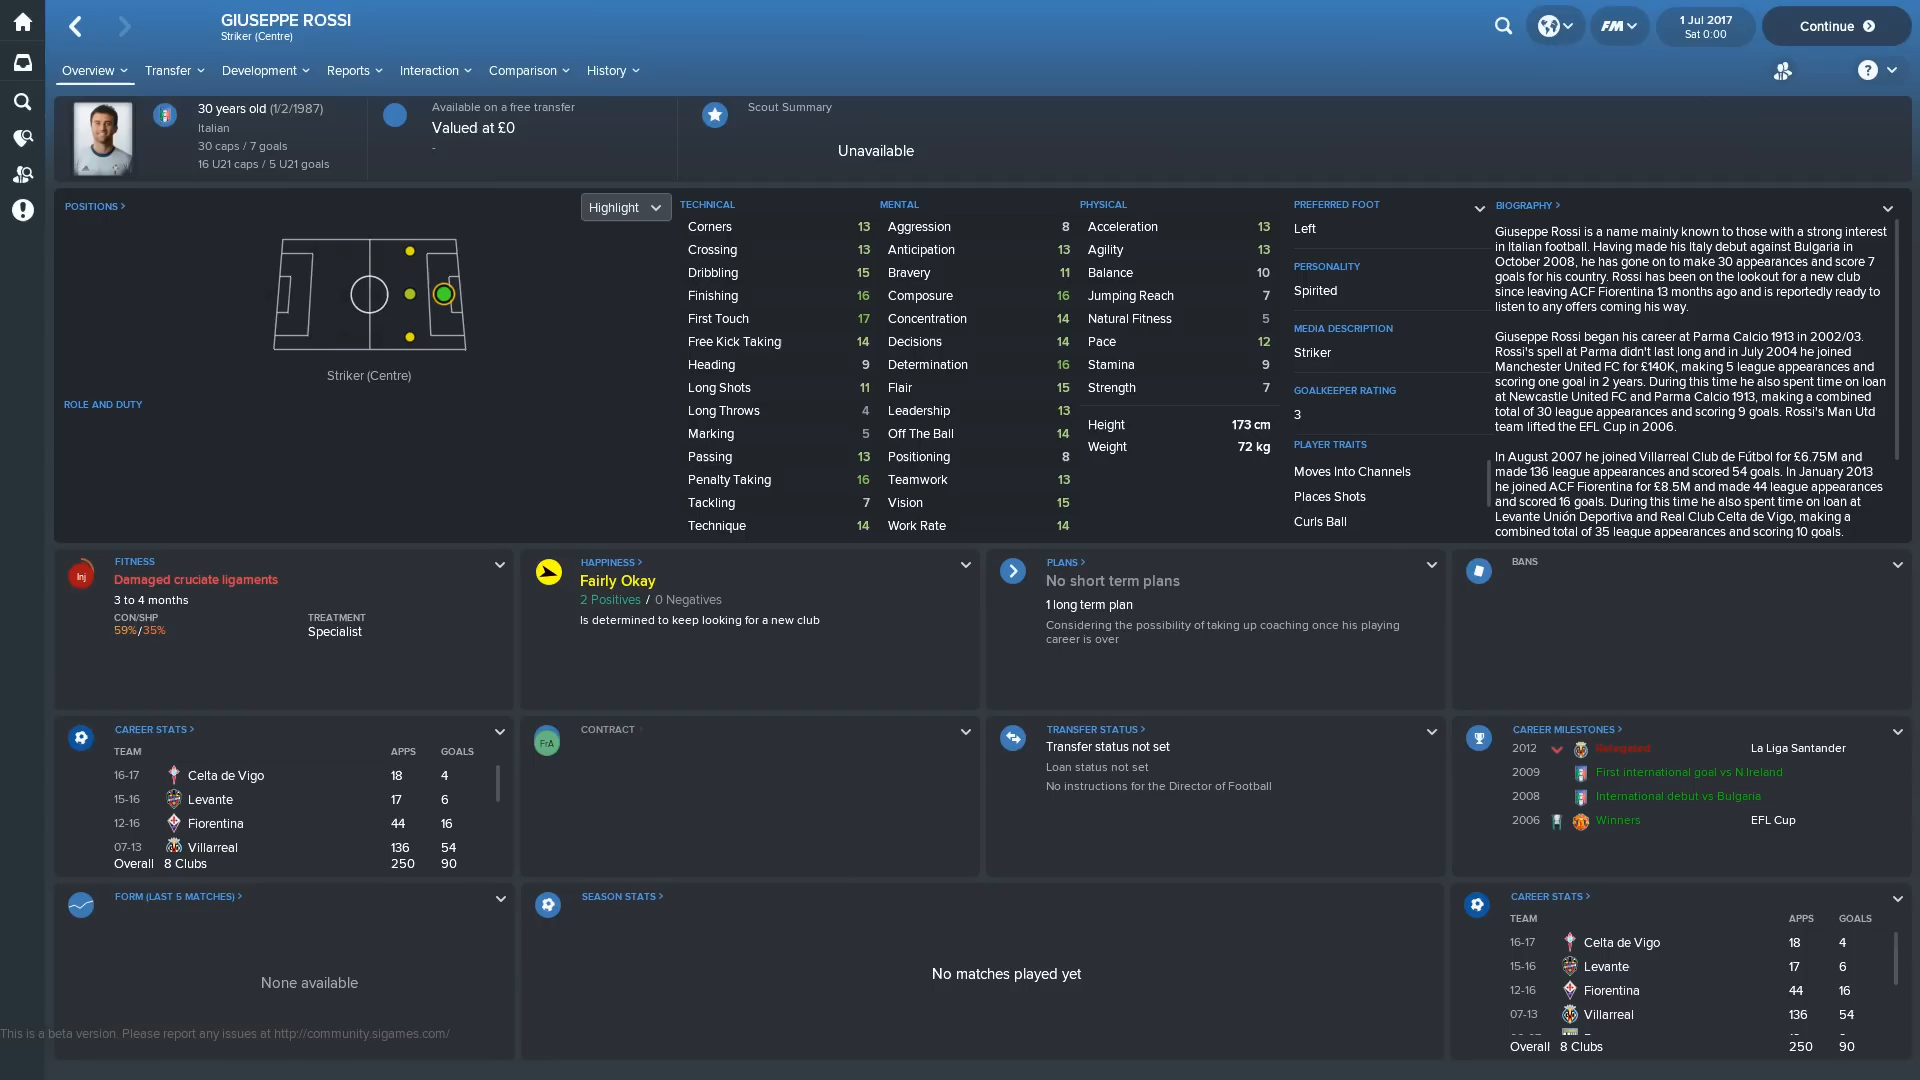 GIUSEPPE ROSSI
Striker (Centre)
FM
1 Jul 2017
Sat 0:00
Continue
Overview
Transfer
Development
Reports
Interaction
Comparison
History
?
30 years old (1/2/1987)
Italian
30 caps / 7 goals
16 U21 caps / 5 U21 goals
Available on a free transfer
Valued at £0
-
Scout Summary
Unavailable
POSITIONS >
Highlight
Striker (Centre)
ROLE AND DUTY
TECHNICAL
Corners 13
Crossing 13
Dribbling 15
Finishing 16
First Touch 17
Free Kick Taking 14
Heading 9
Long Shots 11
Long Throws 4
Marking 5
Passing 13
Penalty Taking 16
Tackling 7
Technique 14
MENTAL
Aggression 8
Anticipation 13
Bravery 11
Composure 16
Concentration 14
Decisions 14
Determination 16
Flair 15
Leadership 13
Off The Ball 14
Positioning 8
Teamwork 13
Vision 15
Work Rate 14
PHYSICAL
Acceleration 13
Agility 13
Balance 10
Jumping Reach 7
Natural Fitness 5
Pace 12
Stamina 9
Strength 7
Height 173 cm
Weight 72 kg
PREFERRED FOOT
Left
PERSONALITY
Spirited
MEDIA DESCRIPTION
Striker
GOALKEEPER RATING
3
PLAYER TRAITS
Moves Into Channels
Places Shots
Curls Ball
BIOGRAPHY >
Giuseppe Rossi is a name mainly known to those with a strong interest
in Italian football. Having made his Italy debut against Bulgaria in
October 2008, he has gone on to make 30 appearances and score 7
goals for his country. Rossi has been on the lookout for a new club
since leaving ACF Fiorentina 13 months ago and is reportedly ready to
listen to any offers coming his way.
Giuseppe Rossi began his career at Parma Calcio 1913 in 2002/03.
Rossi's spell at Parma didn't last long and in July 2004 he joined
Manchester United FC for £140K, making 5 league appearances and
scoring one goal in 2 years. During this time he also spent time on loan
at Newcastle United FC and Parma Calcio 1913, making a combined
total of 30 league appearances and scoring 9 goals. Rossi's Man Utd
team lifted the EFL Cup in 2006.
In August 2007 he joined Villarreal Club de Fútbol for £6.75M and
made 136 league appearances and scored 54 goals. In January 2013
he joined ACF Fiorentina for £8.5M and made 44 league appearances
and scored 16 goals. During this time he also spent time on loan at
Levante Unión Deportiva and Real Club Celta de Vigo, making a
combined total of 35 league appearances and scoring 10 goals.
Inj
FITNESS
Damaged cruciate ligaments
3 to 4 months
CON/SHP
59%/35%
TREATMENT
Specialist
HAPPINESS >
Fairly Okay
2 Positives / 0 Negatives
Is determined to keep looking for a new club
PLANS >
No short term plans
1 long term plan
Considering the possibility of taking up coaching once his playing
career is over
BANS
CAREER STATS >
TEAM APPS GOALS
16-17 Celta de Vigo 18 4
15-16 Levante 17 6
12-16 Fiorentina 44 16
07-13 Villarreal 136 54
Overall 8 Clubs 250 90
FrA
CONTRACT
TRANSFER STATUS >
Transfer status not set
Loan status not set
No instructions for the Director of Football
CAREER MILESTONES >
2012 Relegated La Liga Santander
2009 First international goal vs N.Ireland
2008 International debut vs Bulgaria
2006 Winners EFL Cup
FORM (LAST 5 MATCHES) >
None available
SEASON STATS >
No matches played yet
CAREER STATS >
TEAM APPS GOALS
16-17 Celta de Vigo 18 4
15-16 Levante 17 6
12-16 Fiorentina 44 16
07-13 Villarreal 136 54
Overall 8 Clubs 250 90
This is a beta version. Please report any issues at http://community.sigames.com/